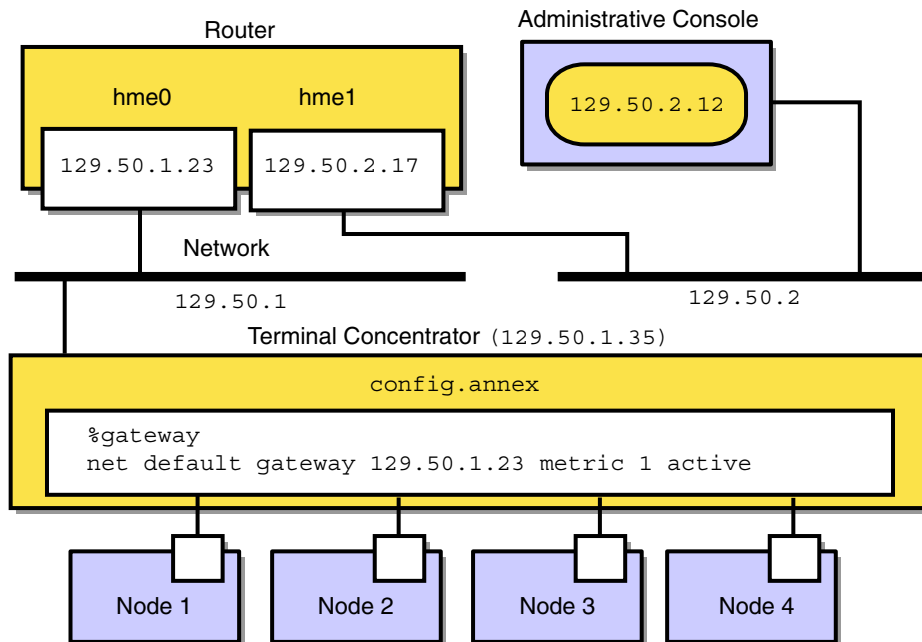 Router
Administrative Console
hme0
hme1
129.50.2.12
129.50.1.23
129.50.2.17
Network
129.50.1
129.50.2
Terminal Concentrator (129.50.1.35)
config.annex
%gateway
net default gateway 129.50.1.23 metric 1 active
Node 1
Node 2
Node 3
Node 4